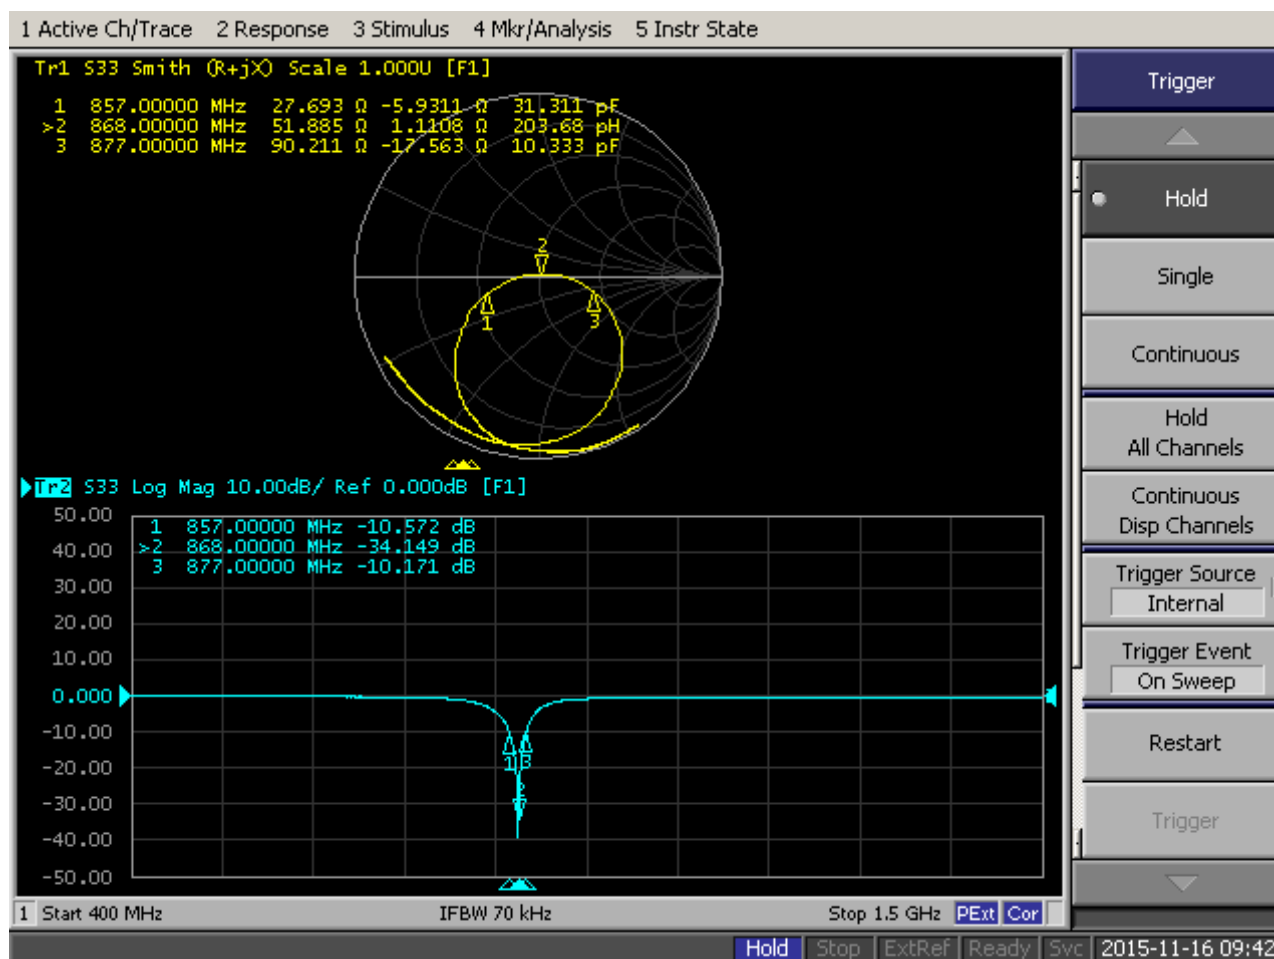 1 Active Ch/Trace 2 Response 3 Stimulus 4 Mkr/Analysis 5 Instr State
Tr1 S33 Smith (R+jX) Scale 1.000U [F1]
1 857.00000 MHz 27.693 Ω -5.9311 Ω 31.311 pF
>2 868.00000 MHz 51.885 Ω 1.1108 Ω 203.68 pH
3 877.00000 MHz 90.211 Ω -17.563 Ω 10.333 pF
2
1
3
Tr2 S33 Log Mag 10.00dB/ Ref 0.000dB [F1]
1 857.00000 MHz -10.572 dB
>2 868.00000 MHz -34.149 dB
3 877.00000 MHz -10.171 dB
50.00
40.00
30.00
20.00
10.00
0.000
-10.00
-20.00
-30.00
-40.00
-50.00
1
3
2
1 Start 400 MHz IFBW 70 kHz Stop 1.5 GHz PExt Cor
Trigger
Hold
Single
Continuous
Hold
All Channels
Continuous
Disp Channels
Trigger Source
Internal
Trigger Event
On Sweep
Restart
Trigger
Hold Stop ExtRef Ready Svc 2015-11-16 09:42